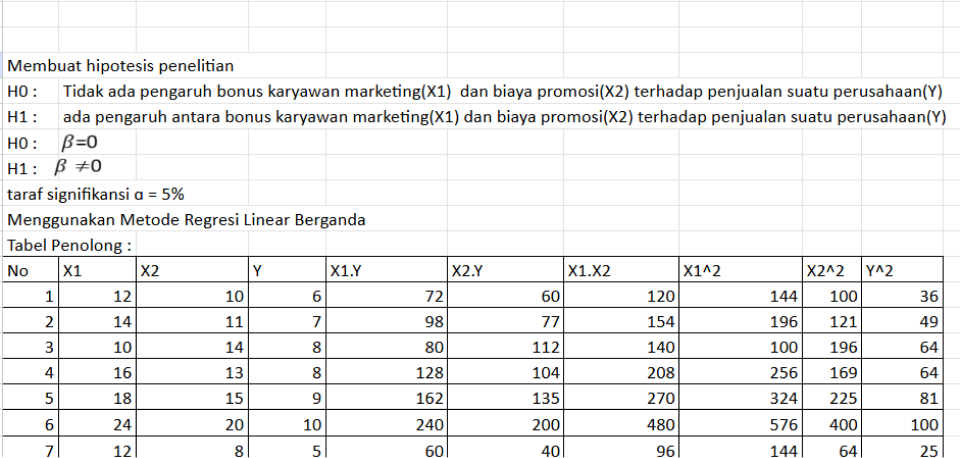 Membuat hipotesis penelitian
H0 : Tidak ada pengaruh bonus karyawan marketing(X1) dan biaya promosi(X2) terhadap penjualan suatu perusahaan(Y)
H1 : ada pengaruh antara bonus karyawan marketing(X1) dan biaya promosi(X2) terhadap penjualan suatu perusahaan(Y)
H0 : β=0
H1 : β ≠0
taraf signifikansi α = 5%
Menggunakan Metode Regresi Linear Berganda
Tabel Penolong :
No X1 X2 Y X1.Y X2.Y X1.X2 X1^2 X2^2 Y^2
1 12 10 6 72 60 120 144 100 36
2 14 11 7 98 77 154 196 121 49
3 10 14 8 80 112 140 100 196 64
4 16 13 8 128 104 208 256 169 64
5 18 15 9 162 135 270 324 225 81
6 24 20 10 240 200 480 576 400 100
7 12 8 5 60 40 96 144 64 25